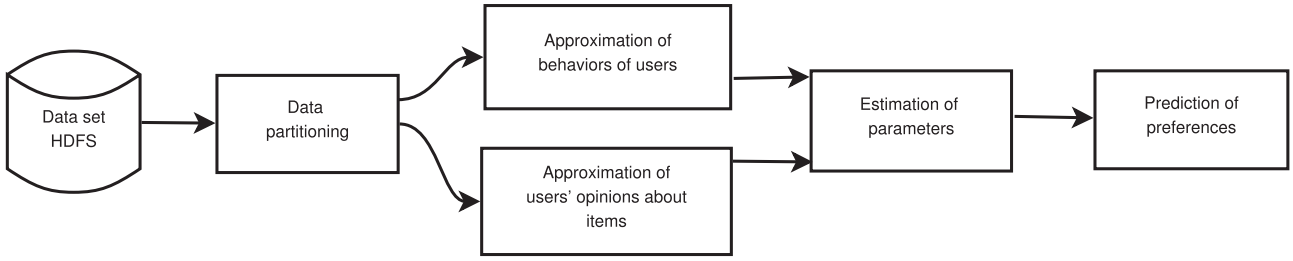 Data set
HDFS
Data
partitioning
Approximation of
behaviors of users
Approximation of
users’ opinions about
items
Estimation of
parameters
Prediction of
preferences